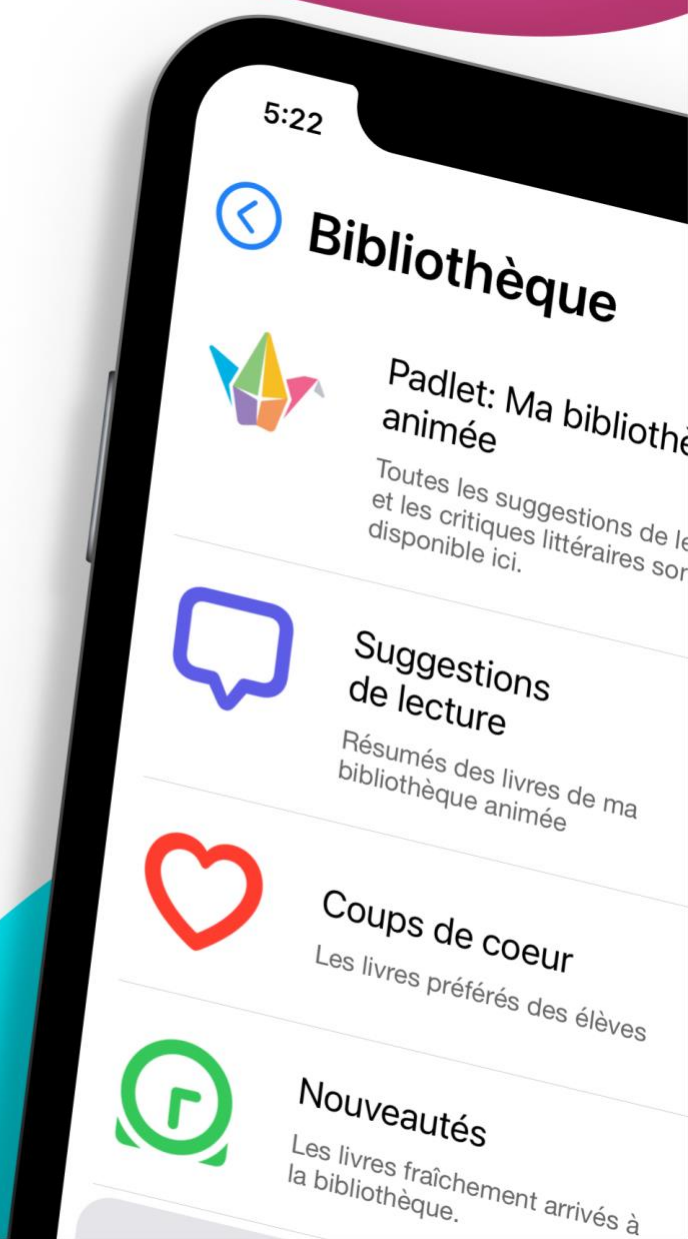 5:22
Bibliothèque
Padlet: Ma bibliothè
animée
Toutes les suggestions de le
et les critiques littéraires sor
disponible ici.
Suggestions
de lecture
Résumés des livres de ma
bibliothèque animée
Coups de coeur
Les livres préférés des élèves
Nouveautés
Les livres fraîchement arrivés à
la bibliothèque.